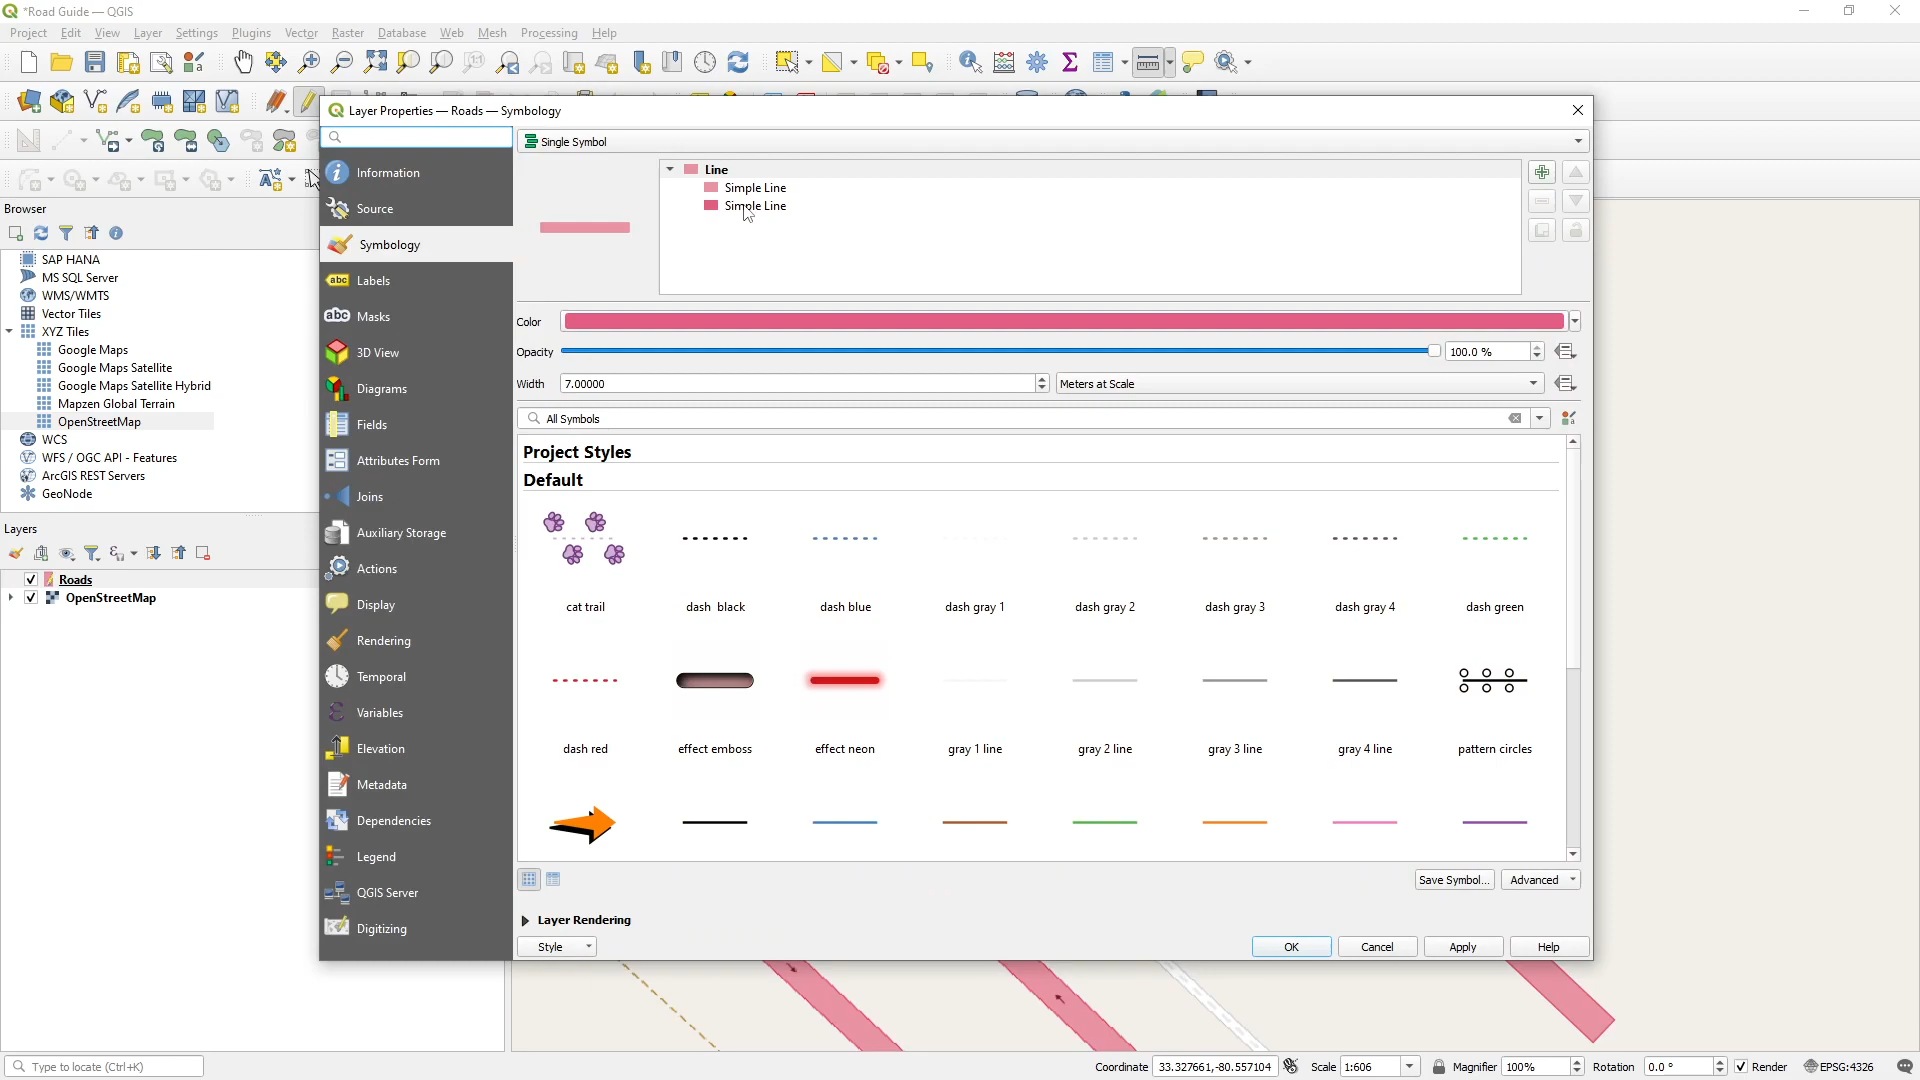 *Road Guide — QGIS
Project Edit View Layer Settings Plugins Vector Raster Database Web Mesh Processing Help
Layer Properties — Roads — Symbology
Information
Source
Symbology
Labels
Masks
3D View
Diagrams
Fields
Attributes Form
Joins
Auxiliary Storage
Actions
Display
Rendering
Temporal
Variables
Elevation
Metadata
Dependencies
Legend
QGIS Server
Digitizing
Single Symbol
Line
Simple Line
Simple Line
Color
Opacity 100.0 %
Width 7.00000 Meters at Scale
All Symbols
Project Styles
Default
cat trail dash  black dash blue dash gray 1 dash gray 2 dash gray 3 dash gray 4 dash green
dash red effect emboss effect neon gray 1 line gray 2 line gray 3 line gray 4 line pattern circles
Save Symbol... Advanced
Layer Rendering
Style OK Cancel Apply Help
Browser
SAP HANA
MS SQL Server
WMS/WMTS
Vector Tiles
XYZ Tiles
Google Maps
Google Maps Satellite
Google Maps Satellite Hybrid
Mapzen Global Terrain
OpenStreetMap
WCS
WFS / OGC API - Features
ArcGIS REST Servers
GeoNode
Layers
Roads
OpenStreetMap
Type to locate (Ctrl+K) Coordinate 33.327661,-80.557104 Scale 1:606 Magnifier 100% Rotation 0.0 ° Render EPSG:4326